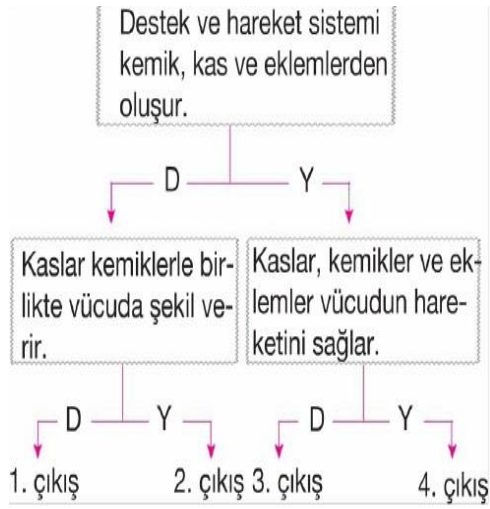 Destek ve hareket sistemi
kemik, kas ve eklemlerden
oluşur.
D
Y
Kaslar kemiklerle bir-
likte vücuda şekil ve-
rir.
Kaslar, kemikler ve ek-
lemler vücudun hare-
ketini sağlar.
D
Y
D
Y
1. çıkış
2. çıkış
3. çıkış
4. çıkış